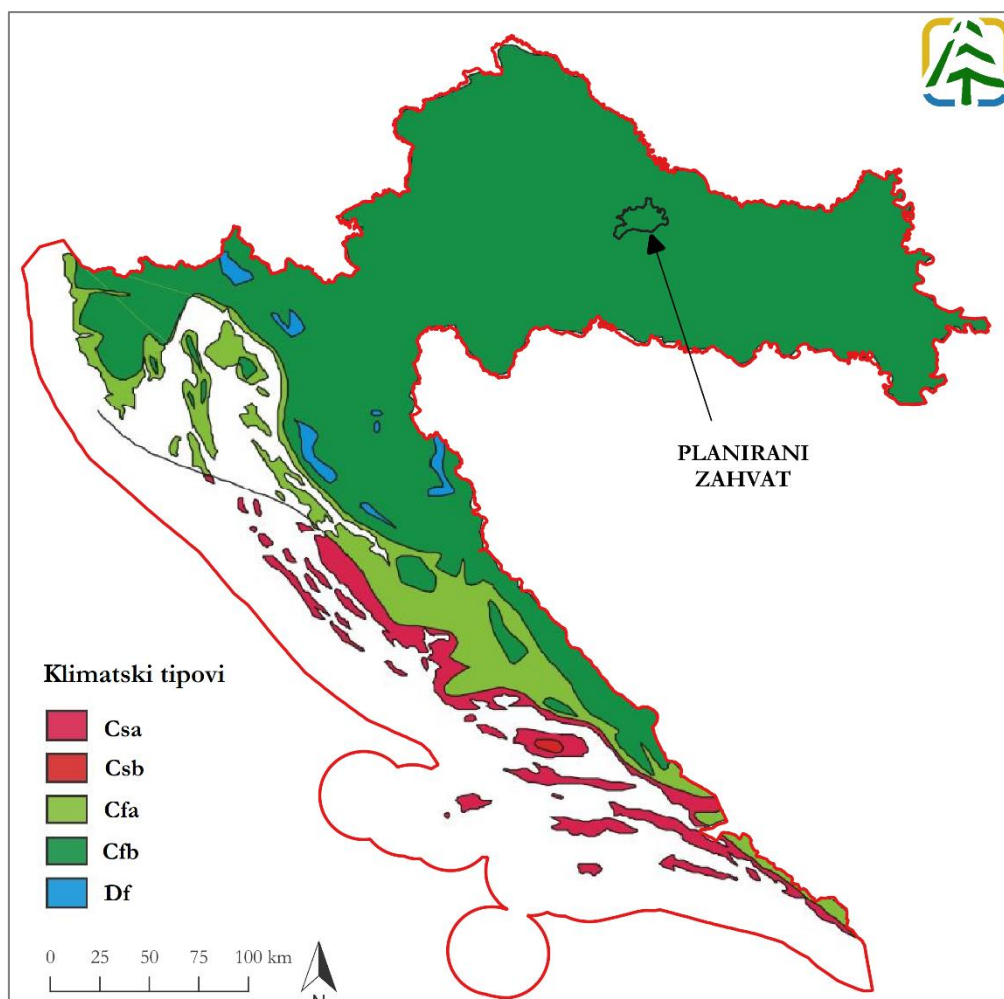 PLANIRANI
ZAHVAT
Klimatski tipovi
Csa
Csb
Cfa
Cfb
Df
0 25 50 75 100 km
N